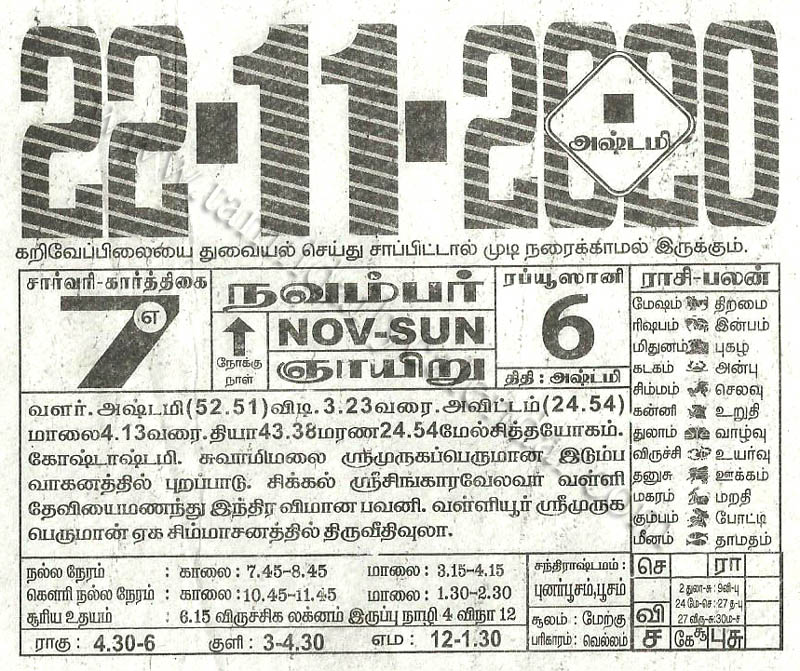 22-11-2020
அஷ்டமி
கறிவேப்பிலையை துவையல் செய்து சாப்பிட்டால் முடி நரைக்காமல் இருக்கும்.
சார்வரி-கார்த்திகை
7
எ
நோக்கு
நாள்
நவம்பர்
NOV-SUN
ஞாயிறு
ரப்யூஸானி
6
திதி : அஷ்டமி
வளர். அஷ்டமி (52.51) விடி. 3.23வரை. அவிட்டம் (24.54)
மாலை4.13வரை.தியா43.38மரண24.54மேல்சித்தயோகம்.
கோஷ்டாஷ்டமி. சுவாமிமலை ஸ்ரீமுருகப்பெருமான் இடும்ப
வாகனத்தில் புறப்பாடு. சிக்கல் ஸ்ரீசிங்காரவேலவர் வள்ளி
தேவியைமணந்து இந்திர விமான பவனி. வள்ளியூர் ஸ்ரீமுருக
பெருமான் ஏக சிம்மாசனத்தில் திருவீதிவுலா.
ராசி-பலன்
மேஷம் திறமை
ரிஷபம் இன்பம்
மிதுனம் புகழ்
கடகம் அன்பு
சிம்மம் செலவு
கன்னி உறுதி
துலாம் வாழ்வு
விருச்சி உயர்வு
தனுசு ஊக்கம்
மகரம் மறதி
கும்பம் போட்டி
மீனம் தாமதம்
நல்ல நேரம் : காலை : 7.45-8.45 மாலை : 3.15-4.15
கௌரி நல்ல நேரம் : காலை : 10.45-11.45 மாலை : 1.30-2.30
சூரிய உதயம் : 6.15 விருச்சிக லக்னம் இருப்பு நாழி 4 விநா 12
ராகு : 4.30-6 குளி : 3-4.30 எம : 12-1.30
சந்திராஷ்டமம் :
புனர்பூசம்,பூசம்
சூலம் : மேற்கு
பரிகாரம் : வெல்லம்
செ ரா
2 துலா-சு : 9வி-பு
24 மே-செ : 27 த-பு
27 விரு-சு:30ம-ச
வி
ச கே சூ பு சு